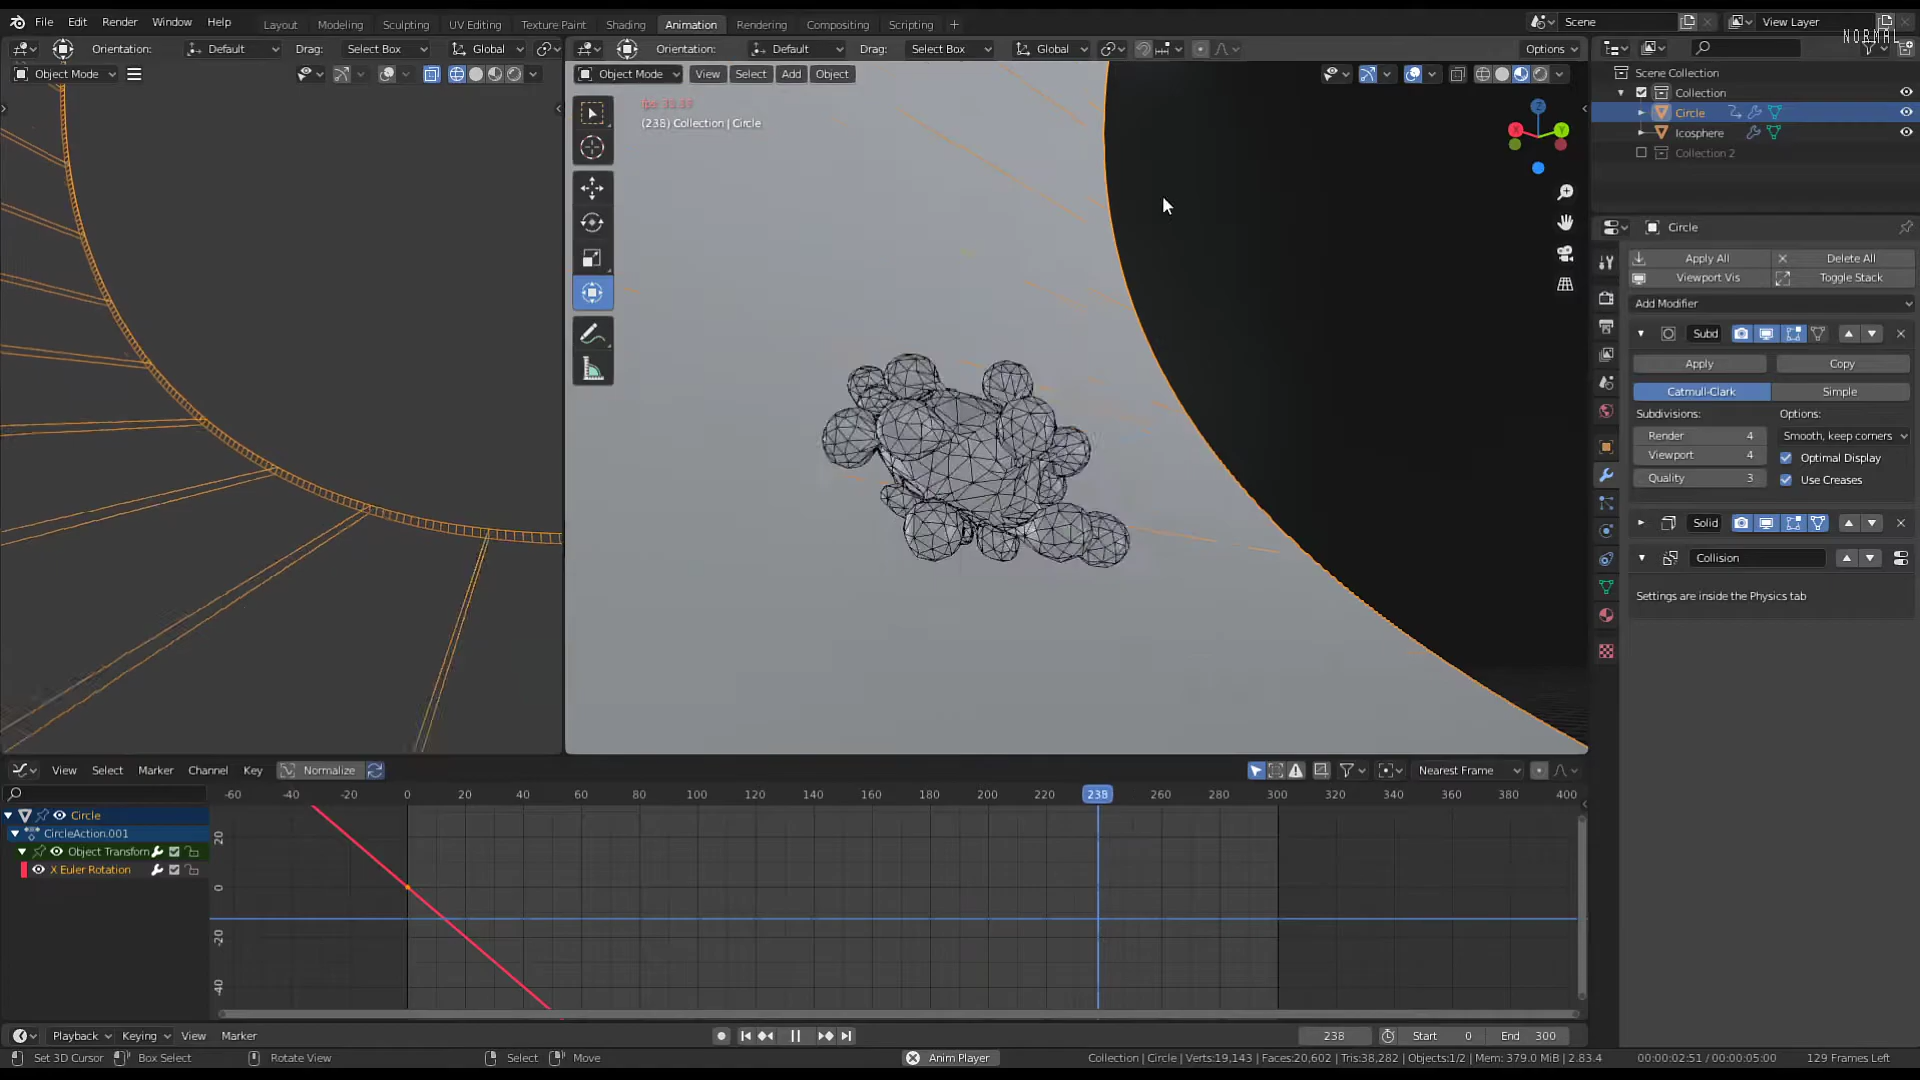 File Edit Render Window Help Layout Modeling Sculpting UV Editing Texture Paint Shading Animation Rendering Compositing Scripting + Scene View Layer
NORMAL
Orientation: Default Drag: Select Box Global Orientation: Default Drag: Select Box Global Options
Object Mode Object Mode View Select Add Object
(238) Collection | Circle
Scene Collection
Collection
Circle
Icosphere
Collection 2
Circle
Apply All Delete All
Viewport Vis Toggle Stack
Add Modifier
Subd
Apply Copy
Catmull-Clark Simple
Subdivisions: Options:
Render 4 Smooth, keep corners
Viewport 4 Optimal Display
Quality 3 Use Creases
Solid
Collision
Settings are inside the Physics tab
View Select Marker Channel Key Normalize Nearest Frame
-60 -40 -20 0 20 40 60 80 100 120 140 160 180 200 220 238 260 280 300 320 340 360 380 400
Circle
CircleAction.001
Object Transform
X Euler Rotation
20
0
-20
-40
Playback Keying View Marker 238 Start 0 End 300
Set 3D Cursor Box Select Rotate View Select Move Anim Player Collection | Circle | Verts:19,143 | Faces:20,602 | Tris:38,282 | Objects:1/2 | Mem: 379.0 MiB | 2.83.4 00:00:02:51 / 00:00:05:00 129 Frames Left